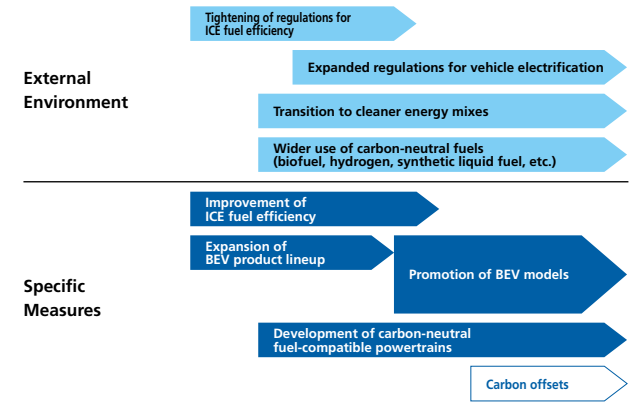 Tightening of regulations for
ICE fuel efficiency
Expanded regulations for vehicle electrification
External
Environment
Transition to cleaner energy mixes
Wider use of carbon-neutral fuels
(biofuel, hydrogen, synthetic liquid fuel, etc.)
Improvement of
ICE fuel efficiency
Expansion of
BEV product lineup
Promotion of BEV models
Specific
Measures
Development of carbon-neutral
fuel-compatible powertrains
Carbon offsets